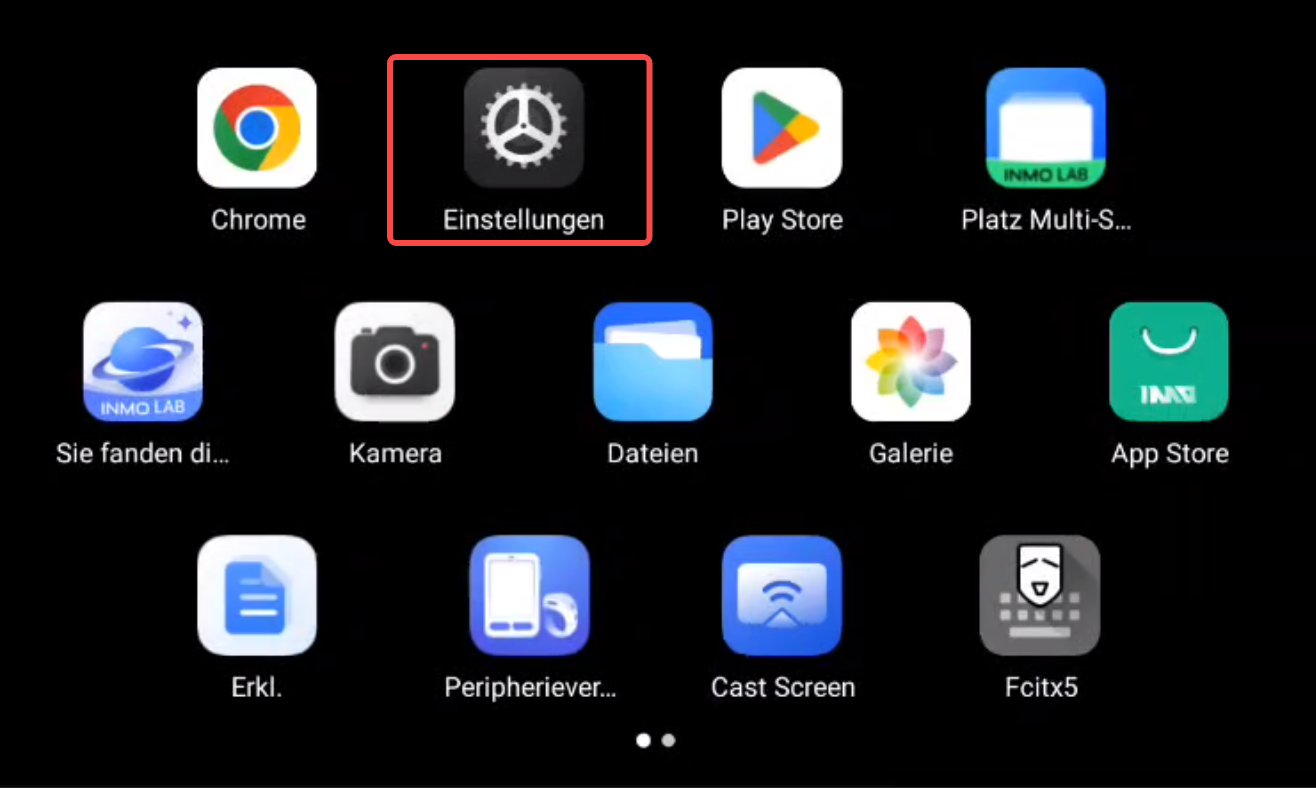 Chrome
Einstellungen
Play Store
INMO LAB
Platz Multi-S...
INMO LAB
Sie fanden di...
Kamera
Dateien
Galerie
INMO
App Store
Erkl.
Peripheriever...
Cast Screen
Fcitx5